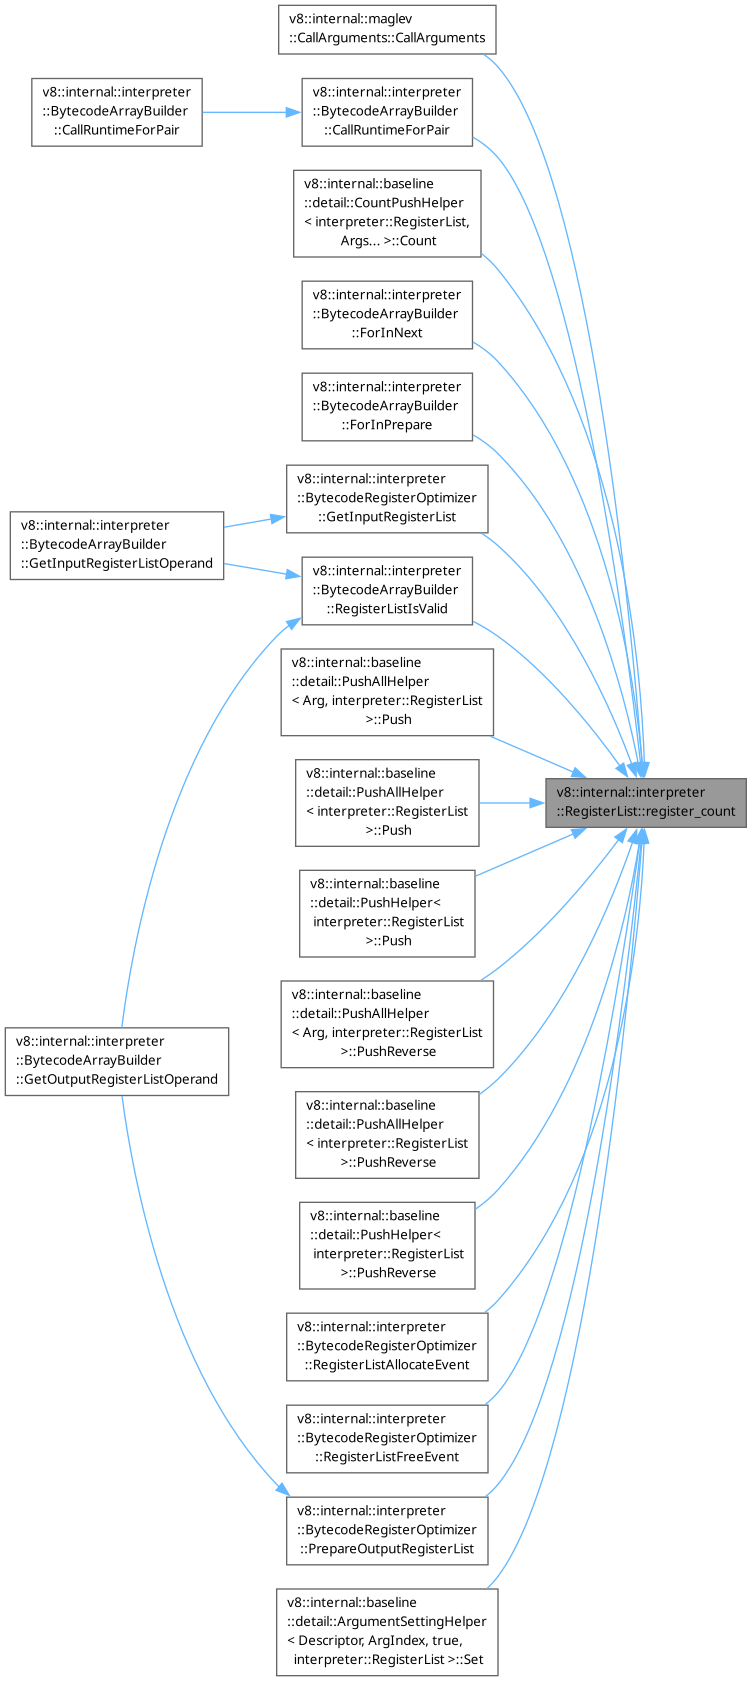 v8::internal::maglev
::CallArguments::CallArguments
v8::internal::interpreter
::BytecodeArrayBuilder
::CallRuntimeForPair
v8::internal::interpreter
::BytecodeArrayBuilder
::CallRuntimeForPair
v8::internal::baseline
::detail::CountPushHelper
< interpreter::RegisterList,
Args... >::Count
v8::internal::interpreter
::BytecodeArrayBuilder
::ForInNext
v8::internal::interpreter
::BytecodeArrayBuilder
::ForInPrepare
v8::internal::interpreter
::BytecodeRegisterOptimizer
::GetInputRegisterList
v8::internal::interpreter
::BytecodeArrayBuilder
::GetInputRegisterListOperand
v8::internal::interpreter
::BytecodeArrayBuilder
::RegisterListIsValid
v8::internal::baseline
::detail::PushAllHelper
< Arg, interpreter::RegisterList
>::Push
v8::internal::baseline
::detail::PushAllHelper
< interpreter::RegisterList
>::Push
v8::internal::interpreter
::RegisterList::register_count
v8::internal::baseline
::detail::PushHelper<
interpreter::RegisterList
>::Push
v8::internal::baseline
::detail::PushAllHelper
< Arg, interpreter::RegisterList
>::PushReverse
v8::internal::interpreter
::BytecodeArrayBuilder
::GetOutputRegisterListOperand
v8::internal::baseline
::detail::PushAllHelper
< interpreter::RegisterList
>::PushReverse
v8::internal::baseline
::detail::PushHelper<
interpreter::RegisterList
>::PushReverse
v8::internal::interpreter
::BytecodeRegisterOptimizer
::RegisterListAllocateEvent
v8::internal::interpreter
::BytecodeRegisterOptimizer
::RegisterListFreeEvent
v8::internal::interpreter
::BytecodeRegisterOptimizer
::PrepareOutputRegisterList
v8::internal::baseline
::detail::ArgumentSettingHelper
< Descriptor, ArgIndex, true,
interpreter::RegisterList >::Set